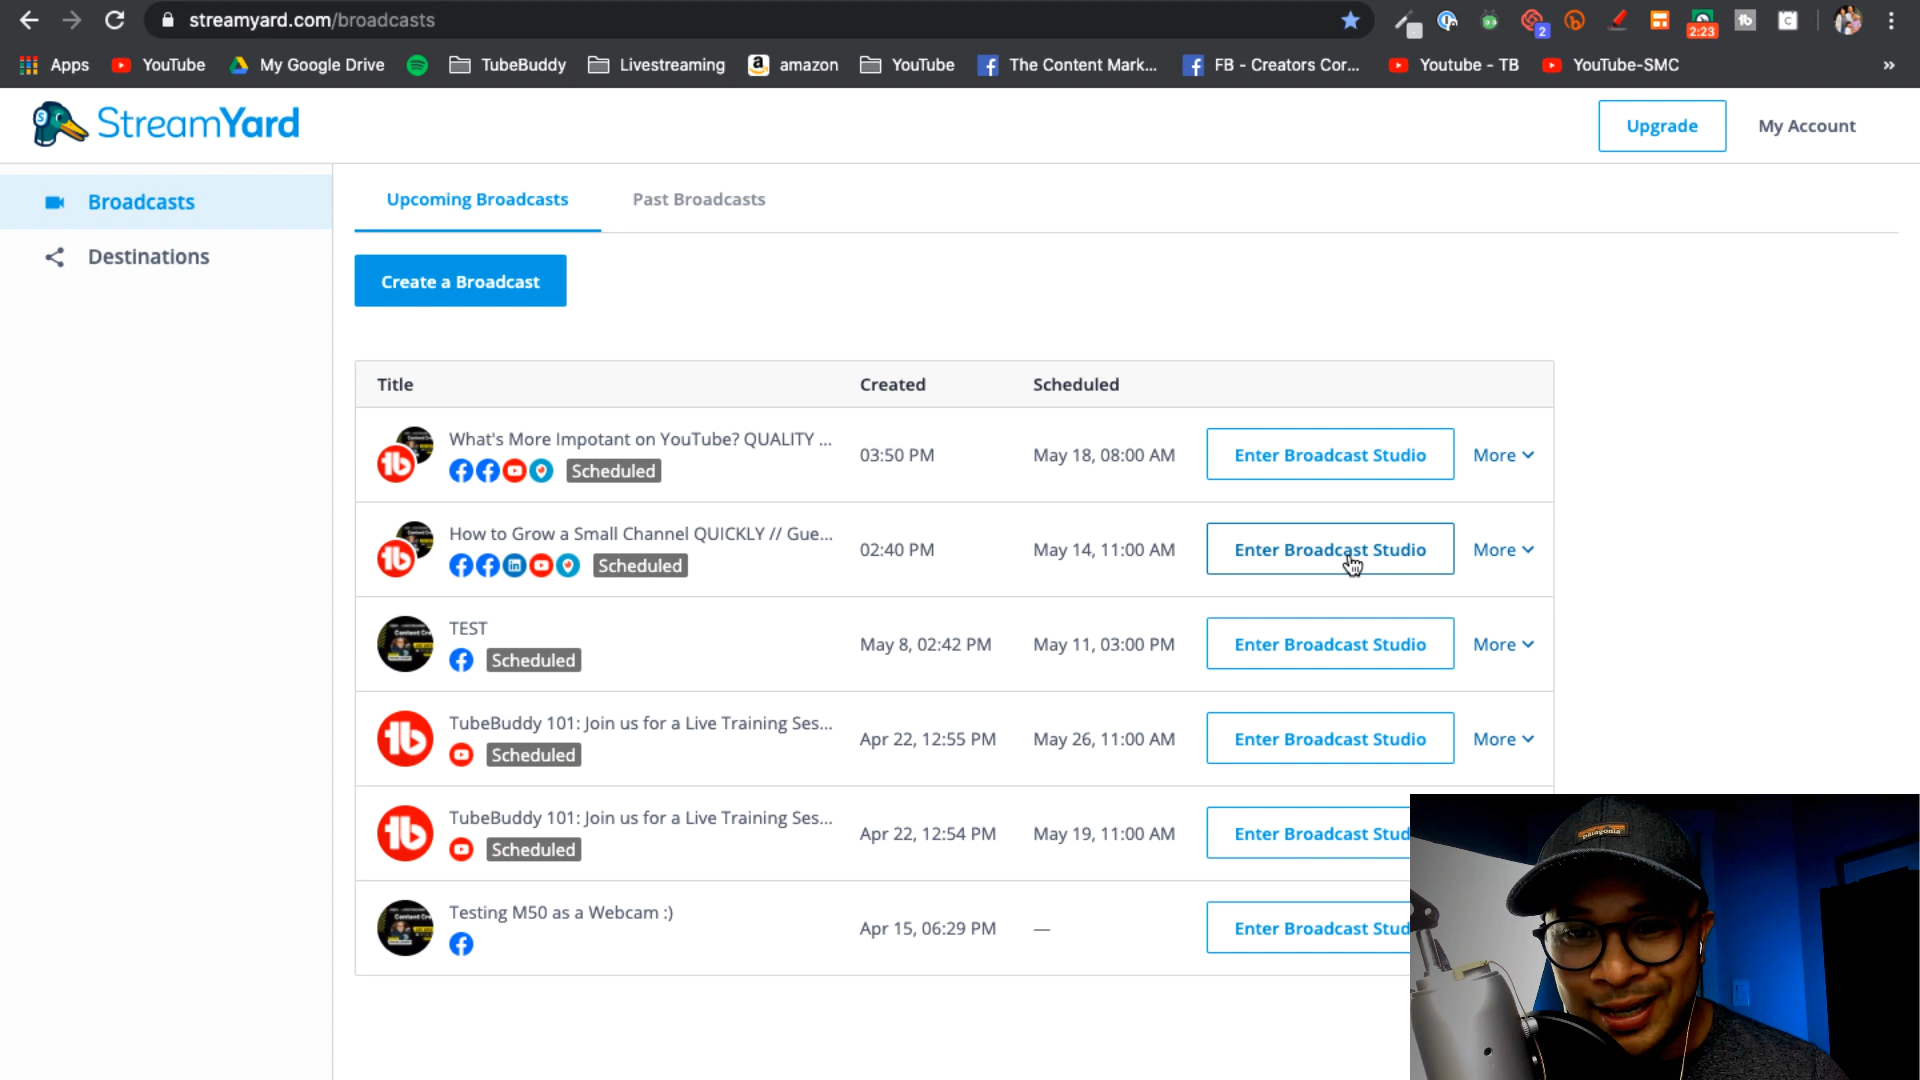 streamyard.com/broadcasts
2
2:23
Apps
YouTube
My Google Drive
TubeBuddy
Livestreaming
amazon
YouTube
The Content Mark...
FB - Creators Cor...
Youtube - TB
YouTube-SMC
»
StreamYard
Upgrade
My Account
Broadcasts
Destinations
Upcoming Broadcasts
Past Broadcasts
Create a Broadcast
Title Created Scheduled
What's More Impotant on YouTube? QUALITY ...
Scheduled
03:50 PM
May 18, 08:00 AM
Enter Broadcast Studio
More
How to Grow a Small Channel QUICKLY // Gue...
Scheduled
02:40 PM
May 14, 11:00 AM
Enter Broadcast Studio
More
TEST
Scheduled
May 8, 02:42 PM
May 11, 03:00 PM
Enter Broadcast Studio
More
TubeBuddy 101: Join us for a Live Training Ses...
Scheduled
Apr 22, 12:55 PM
May 26, 11:00 AM
Enter Broadcast Studio
More
TubeBuddy 101: Join us for a Live Training Ses...
Scheduled
Apr 22, 12:54 PM
May 19, 11:00 AM
Enter Broadcast Stud
Testing M50 as a Webcam :)
Apr 15, 06:29 PM
—
Enter Broadcast Stud
patagonia